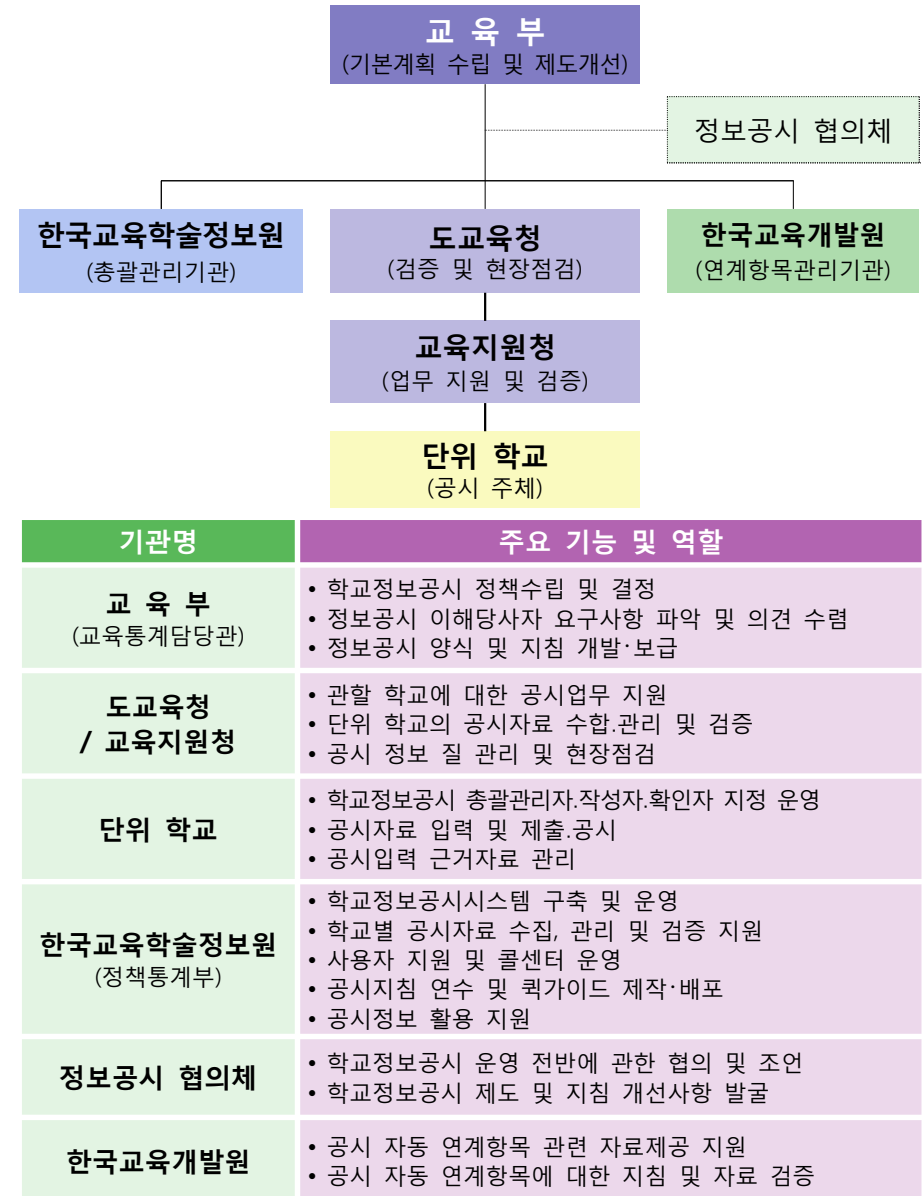 교 육 부
(기본계획 수립 및 제도개선)
정보공시 협의체
한국교육학술정보원
(총괄관리기관)
도교육청
(검증 및 현장점검)
한국교육개발원
(연계항목관리기관)
교육지원청
(업무 지원 및 검증)
단위 학교
(공시 주체)
기관명
주요 기능 및 역할
교 육 부
(교육통계담당관)
• 학교정보공시 정책수립 및 결정
• 정보공시 이해당사자 요구사항 파악 및 의견 수렴
• 정보공시 양식 및 지침 개발·보급
도교육청
/ 교육지원청
• 관할 학교에 대한 공시업무 지원
• 단위 학교의 공시자료 수합.관리 및 검증
• 공시 정보 질 관리 및 현장점검
단위 학교
• 학교정보공시 총괄관리자.작성자.확인자 지정 운영
• 공시자료 입력 및 제출.공시
• 공시입력 근거자료 관리
한국교육학술정보원
(정책통계부)
• 학교정보공시시스템 구축 및 운영
• 학교별 공시자료 수집, 관리 및 검증 지원
• 사용자 지원 및 콜센터 운영
• 공시지침 연수 및 퀵가이드 제작·배포
• 공시정보 활용 지원
정보공시 협의체
• 학교정보공시 운영 전반에 관한 협의 및 조언
• 학교정보공시 제도 및 지침 개선사항 발굴
한국교육개발원
• 공시 자동 연계항목 관련 자료제공 지원
• 공시 자동 연계항목에 대한 지침 및 자료 검증